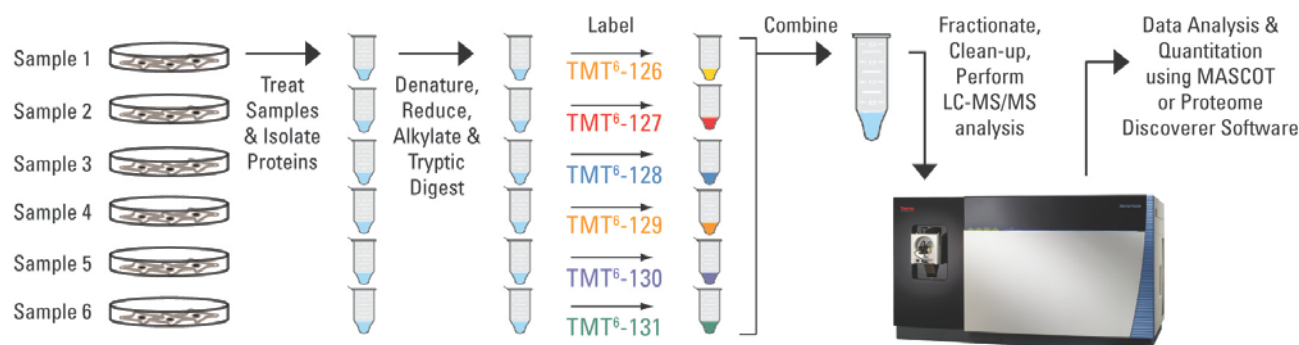 Sample 1
Sample 2
Sample 3
Sample 4
Sample 5
Sample 6
Treat
Samples
& Isolate
Proteins
Denature,
Reduce,
Alkylate &
Tryptic
Digest
Label
TMT⁶-126
TMT⁶-127
TMT⁶-128
TMT⁶-129
TMT⁶-130
TMT⁶-131
Combine
Fractionate,
Clean-up,
Perform
LC-MS/MS
analysis
Data Analysis &
Quantitation
using MASCOT
or Proteome
Discoverer Software